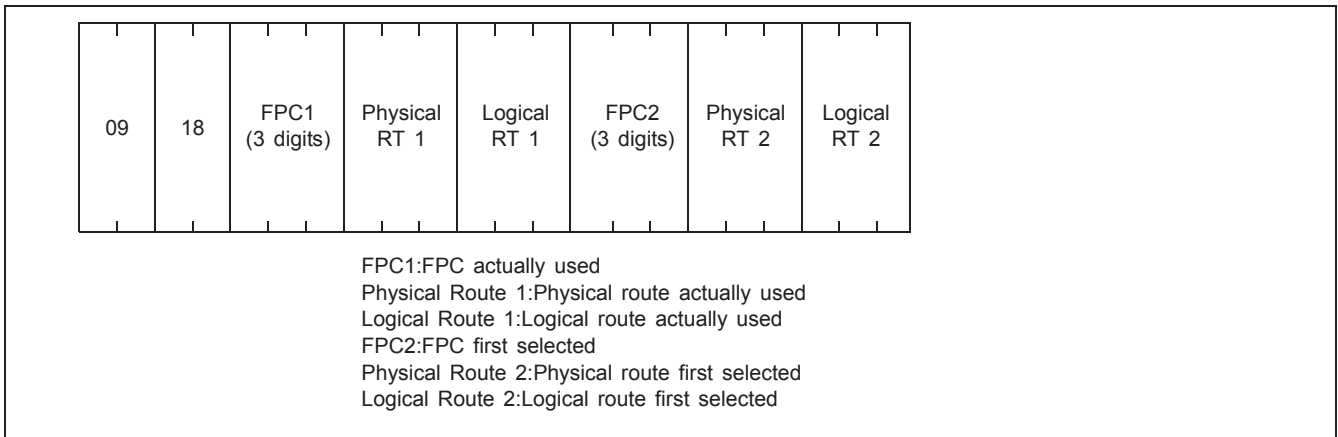 09
18
FPC1
(3 digits)
Physical
RT 1
Logical
RT 1
FPC2
(3 digits)
Physical
RT 2
Logical
RT 2
FPC1:FPC actually used
Physical Route 1:Physical route actually used
Logical Route 1:Logical route actually used
FPC2:FPC first selected
Physical Route 2:Physical route first selected
Logical Route 2:Logical route first selected